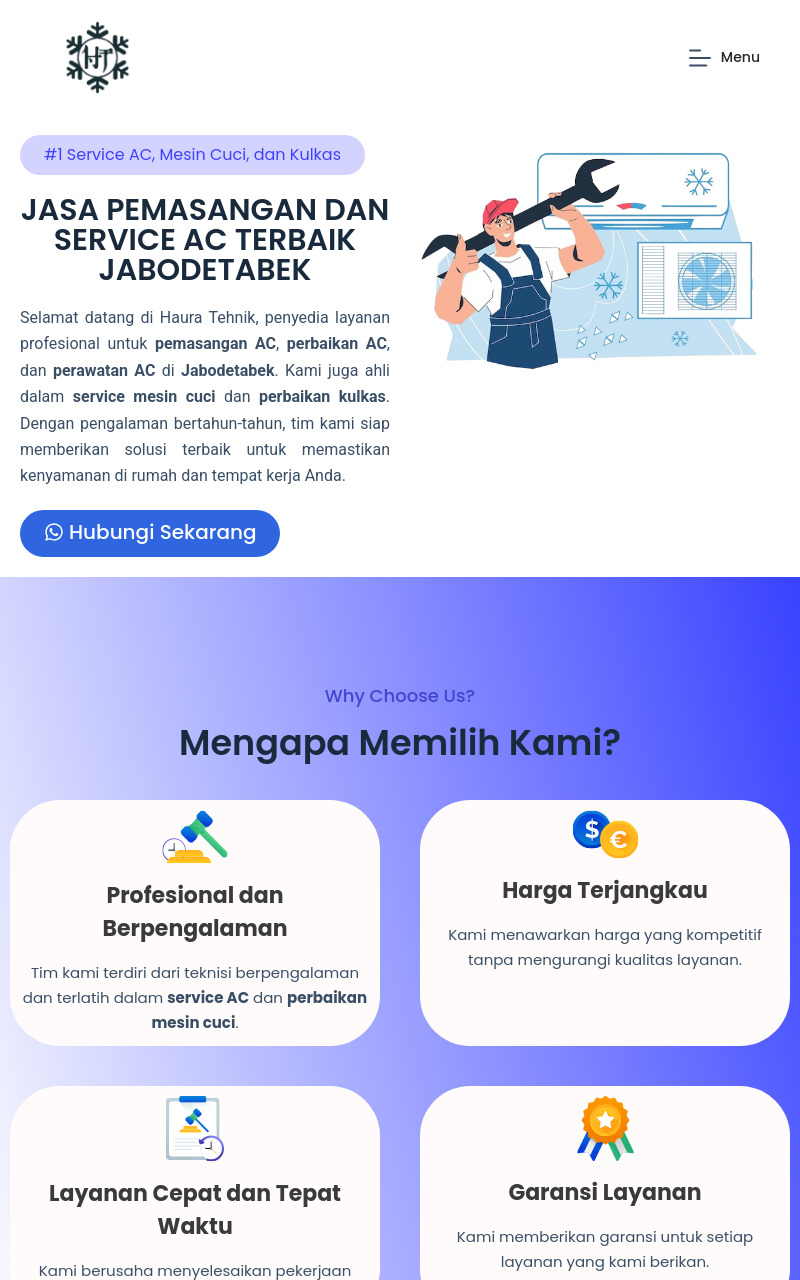 HT
Menu
#1 Service AC, Mesin Cuci, dan Kulkas
JASA PEMASANGAN DAN
SERVICE AC TERBAIK
JABODETABEK
Selamat datang di Haura Tehnik, penyedia layanan
profesional untuk pemasangan AC, perbaikan AC,
dan perawatan AC di Jabodetabek. Kami juga ahli
dalam service mesin cuci dan perbaikan kulkas.
Dengan pengalaman bertahun-tahun, tim kami siap
memberikan solusi terbaik untuk memastikan
kenyamanan di rumah dan tempat kerja Anda.
Hubungi Sekarang
Why Choose Us?
Mengapa Memilih Kami?
Profesional dan
Berpengalaman
Tim kami terdiri dari teknisi berpengalaman
dan terlatih dalam service AC dan perbaikan
mesin cuci.
$ €
Harga Terjangkau
Kami menawarkan harga yang kompetitif
tanpa mengurangi kualitas layanan.
Layanan Cepat dan Tepat
Waktu
Kami berusaha menyelesaikan pekerjaan
Garansi Layanan
Kami memberikan garansi untuk setiap
layanan yang kami berikan.